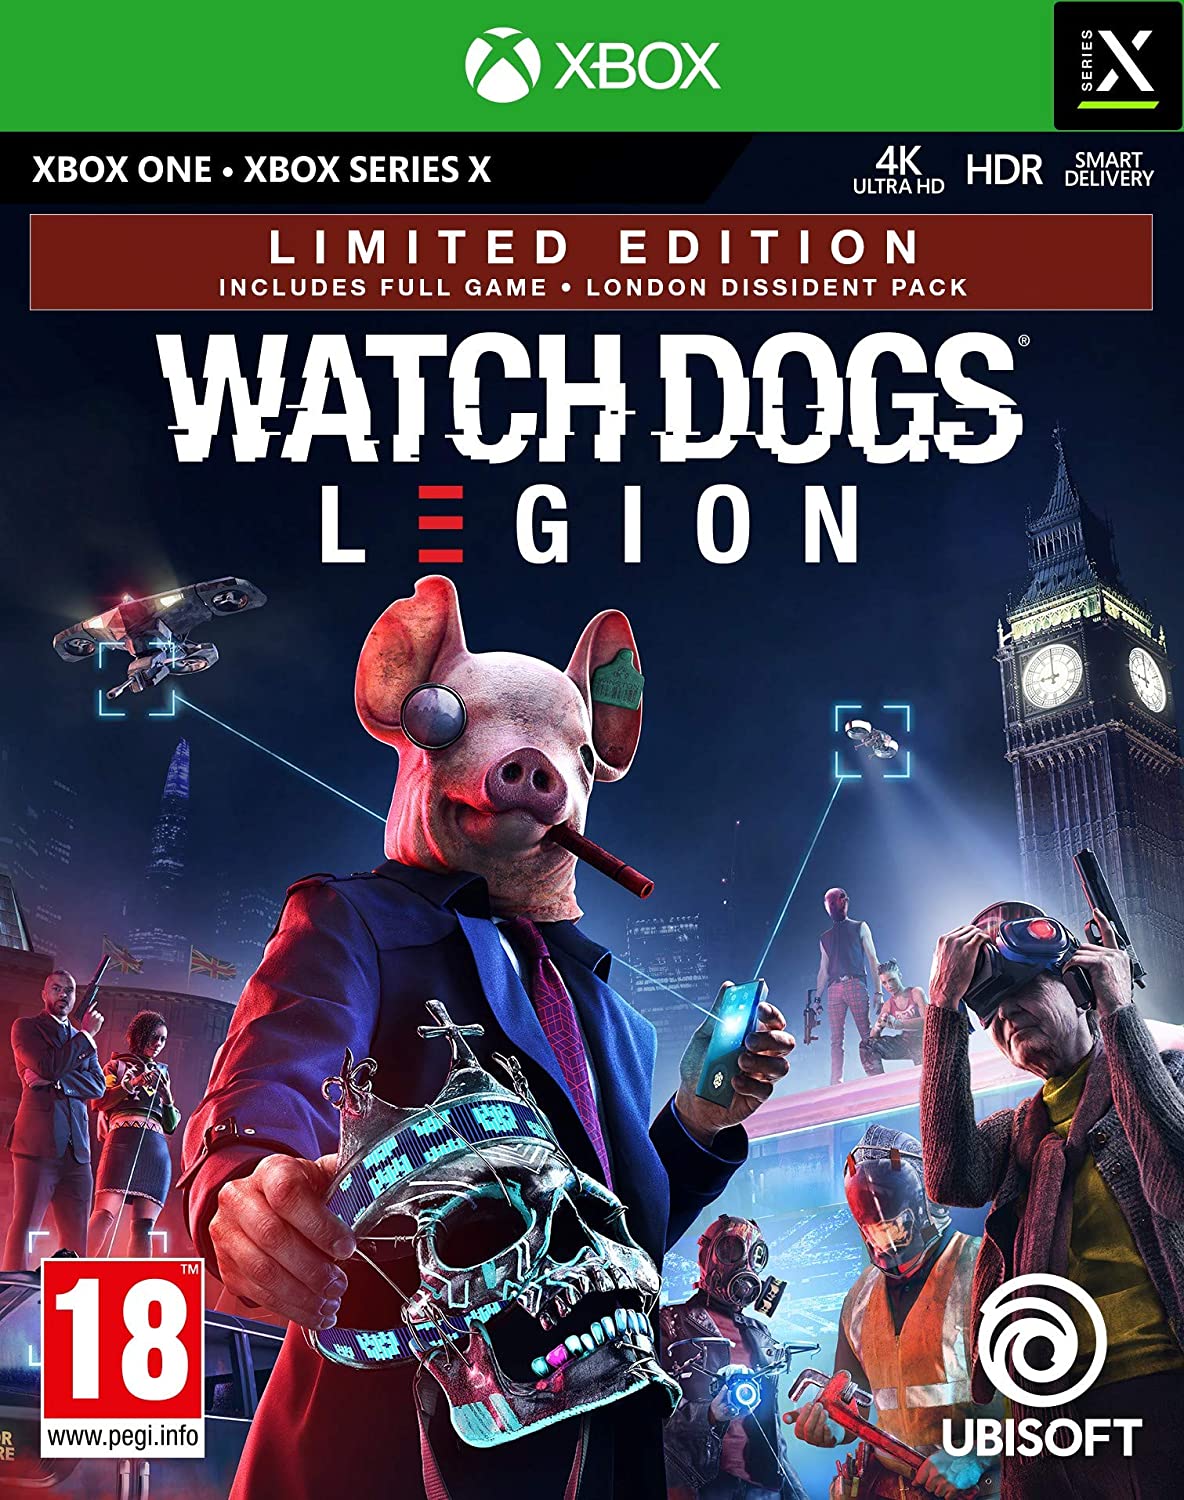 XBOX
SERIES X
XBOX ONE • XBOX SERIES X
4K
ULTRA HD
HDR
SMART
DELIVERY
LIMITED EDITION
INCLUDES FULL GAME • LONDON DISSIDENT PACK
WATCH DOGS®
LEGION
18™
www.pegi.info
UBISOFT